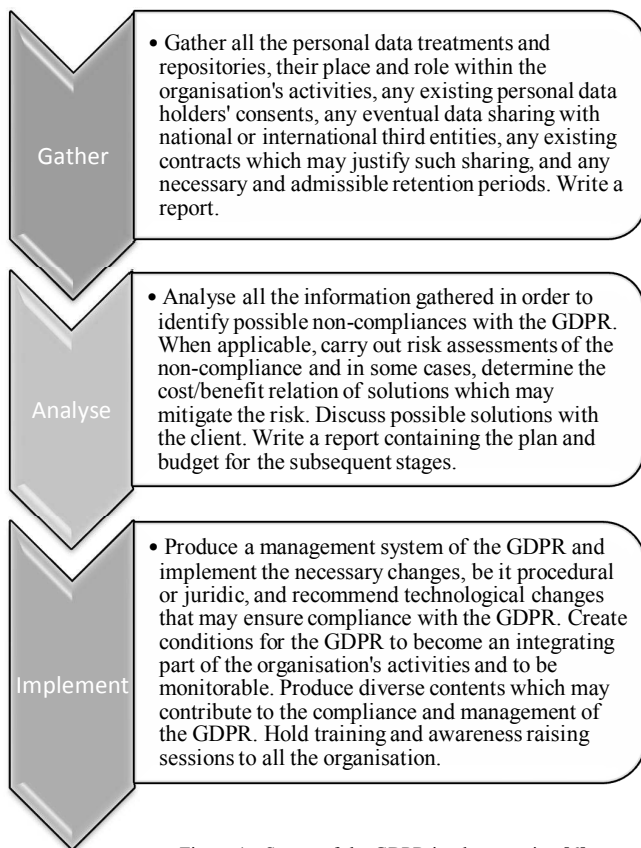 Gather
• Gather all the personal data treatments and
repositories, their place and role within the
organisation's activities, any existing personal data
holders' consents, any eventual data sharing with
national or international third entities, any existing
contracts which may justify such sharing, and any
necessary and admissible retention periods. Write a
report.
Analyse
• Analyse all the information gathered in order to
identify possible non-compliances with the GDPR.
When applicable, carry out risk assessments of the
non-compliance and in some cases, determine the
cost/benefit relation of solutions which may
mitigate the risk. Discuss possible solutions with
the client. Write a report containing the plan and
budget for the subsequent stages.
Implement
• Produce a management system of the GDPR and
implement the necessary changes, be it procedural
or juridic, and recommend technological changes
that may ensure compliance with the GDPR. Create
conditions for the GDPR to become an integrating
part of the organisation's activities and to be
monitorable. Produce diverse contents which may
contribute to the compliance and management of
the GDPR. Hold training and awareness raising
sessions to all the organisation.